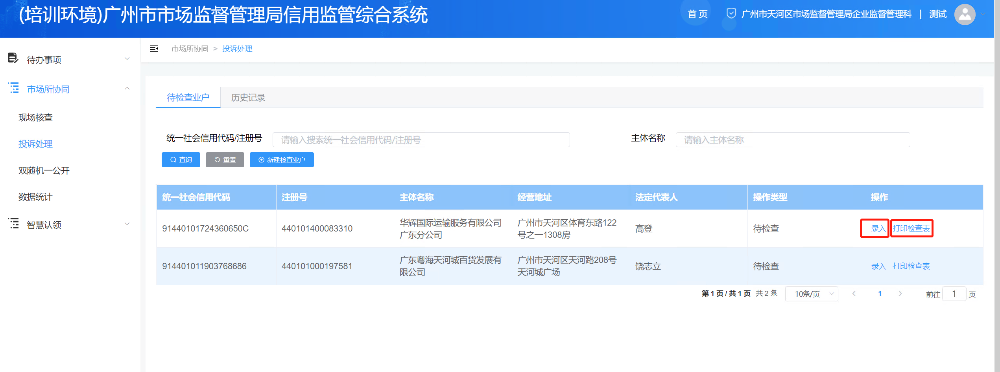 (培训环境)广州市市场监督管理局信用监管综合系统
首 页
广州市天河区市场监督管理局企业监督管理科 | 测试
待办事项
市场所协同
现场核查
投诉处理
双随机一公开
数据统计
智慧认领
市场所协同 > 投诉处理
待检查业户 历史记录
统一社会信用代码/注册号 请输入搜索统一社会信用代码/注册号 主体名称 请输入主体名称
查询 重置 新建检查业户
统一社会信用代码 注册号 主体名称 经营地址 法定代表人 操作类型 操作
91440101724360650C 440101400083310 华辉国际运输服务有限公司 广州市天河区体育东路122 高登 待检查 录入 打印检查表
广东分公司 号之一1308房
914401011903768686 440101000197581 广东粤海天河城百货发展有 广州市天河区天河路208号 饶志立 待检查 录入 打印检查表
限公司 天河城广场
第 1 页 / 共 1 页 共 2 条 10条/页 < 1 > 前往 1 页